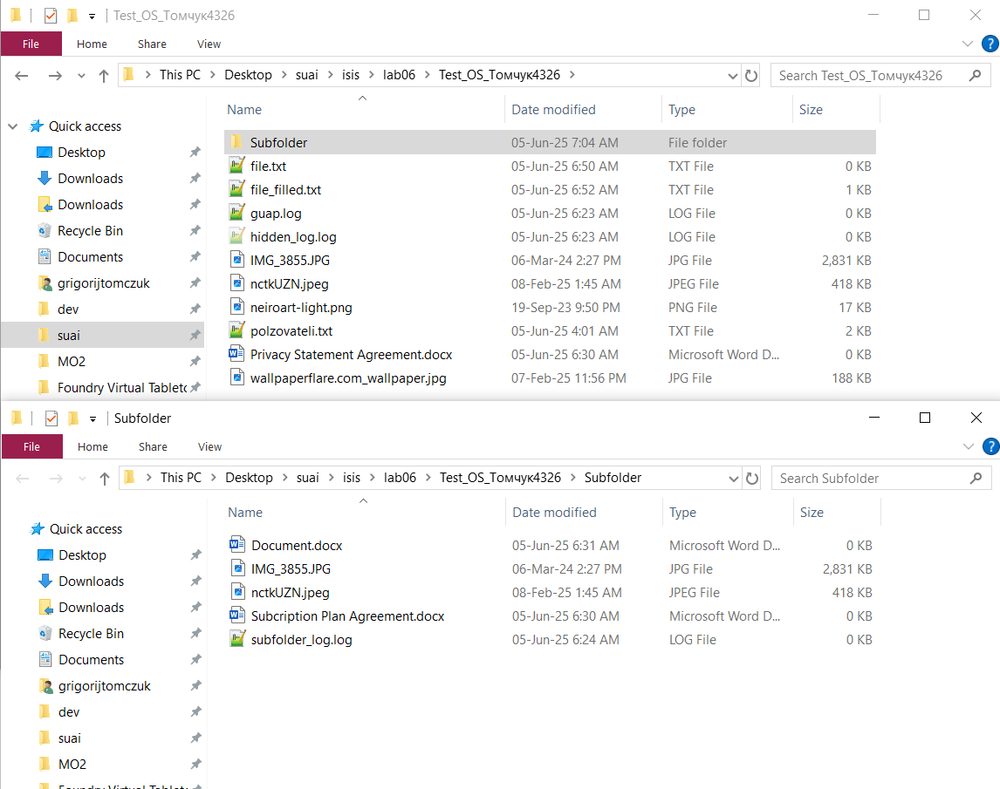 Test_OS_Томчук4326
File Home Share View
This PC Desktop suai isis lab06 Test_OS_Томчук4326 Search Test_OS_Томчук4326
Name Date modified Type Size
Quick access
Desktop
Downloads
Downloads
Recycle Bin
Documents
grigorijtomczuk
dev
suai
MO2
Foundry Virtual Tabletc
Subfolder 05-Jun-25 7:04 AM File folder
file.txt 05-Jun-25 6:50 AM TXT File 0 KB
file_filled.txt 05-Jun-25 6:52 AM TXT File 1 KB
guap.log 05-Jun-25 6:23 AM LOG File 0 KB
hidden_log.log 05-Jun-25 6:23 AM LOG File 0 KB
IMG_3855.JPG 06-Mar-24 2:27 PM JPG File 2,831 KB
nctkUZN.jpeg 08-Feb-25 1:45 AM JPEG File 418 KB
neiroart-light.png 19-Sep-23 9:50 PM PNG File 17 KB
polzovateli.txt 05-Jun-25 4:01 AM TXT File 2 KB
Privacy Statement Agreement.docx 05-Jun-25 6:30 AM Microsoft Word D... 0 KB
wallpaperflare.com_wallpaper.jpg 07-Feb-25 11:56 PM JPG File 188 KB
Subfolder
File Home Share View
This PC Desktop suai isis lab06 Test_OS_Томчук4326 Subfolder Search Subfolder
Name Date modified Type Size
Quick access
Desktop
Downloads
Downloads
Recycle Bin
Documents
grigorijtomczuk
dev
suai
MO2
Foundry Virtual Tablet
Document.docx 05-Jun-25 6:31 AM Microsoft Word D... 0 KB
IMG_3855.JPG 06-Mar-24 2:27 PM JPG File 2,831 KB
nctkUZN.jpeg 08-Feb-25 1:45 AM JPEG File 418 KB
Subcription Plan Agreement.docx 05-Jun-25 6:30 AM Microsoft Word D... 0 KB
subfolder_log.log 05-Jun-25 6:24 AM LOG File 0 KB